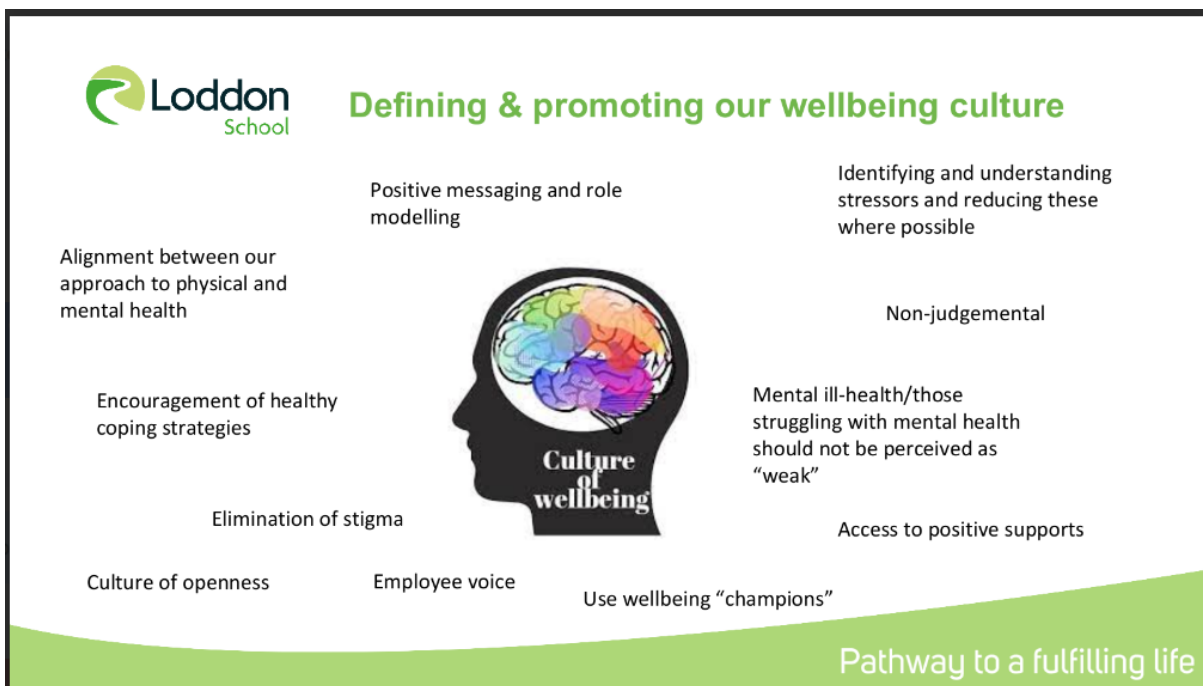 Loddon
School
Defining & promoting our wellbeing culture
Positive messaging and role
modelling
Identifying and understanding
stressors and reducing these
where possible
Alignment between our
approach to physical and
mental health
Non-judgemental
Encouragement of healthy
coping strategies
Mental ill-health/those
struggling with mental health
should not be perceived as
“weak”
Culture
of
wellbeing
Elimination of stigma
Access to positive supports
Culture of openness
Employee voice
Use wellbeing “champions”
Pathway to a fulfilling life